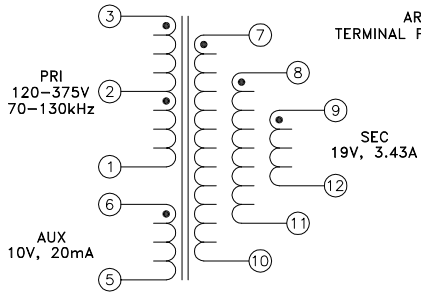 3
AR
TERMINAL
7
8
PRI
120-375V
70-130kHz
2
9
SEC
19V, 3.43A
1
12
6
11
AUX
10V, 20mA
10
5